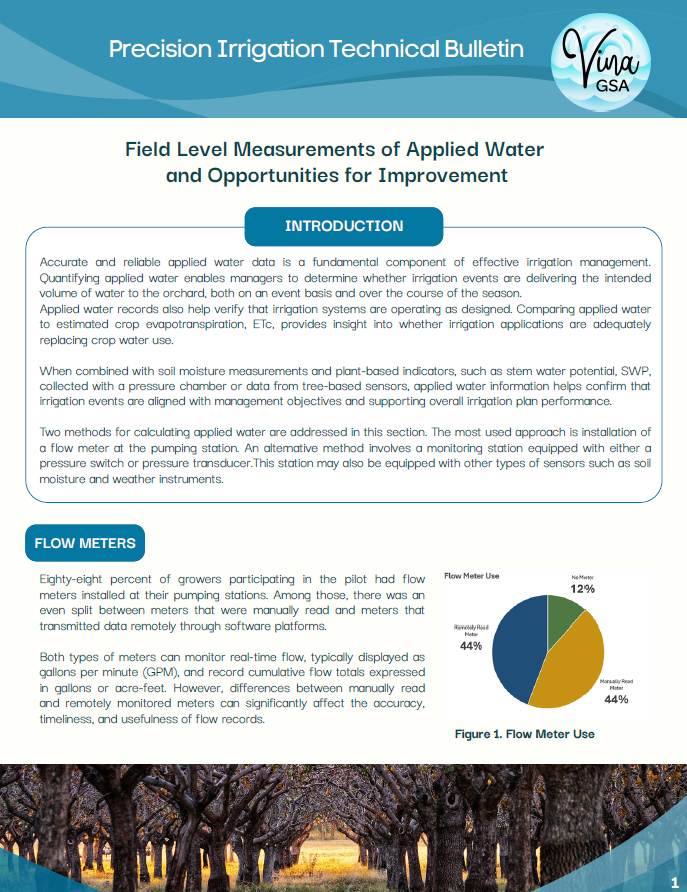 Precision Irrigation Technical Bulletin
Vina
GSA
Field Level Measurements of Applied Water
and Opportunities for Improvement
INTRODUCTION
Accurate and reliable applied water data is a fundamental component of effective irrigation management.
Quantifying applied water enables managers to determine whether irrigation events are delivering the intended
volume of water to the orchard, both on an event basis and over the course of the season.
Applied water records also help verify that irrigation systems are operating as designed. Comparing applied water
to estimated crop evapotranspiration, ETc, provides insight into whether irrigation applications are adequately
replacing crop water use.
When combined with soil moisture measurements and plant-based indicators, such as stem water potential, SWP,
collected with a pressure chamber or data from tree-based sensors, applied water information helps confirm that
irrigation events are aligned with management objectives and supporting overall irrigation plan performance.
Two methods for calculating applied water are addressed in this section. The most used approach is installation of
a flow meter at the pumping station. An alternative method involves a monitoring station equipped with either a
pressure switch or pressure transducer.This station may also be equipped with other types of sensors such as soil
moisture and weather instruments.
FLOW METERS
Eighty-eight percent of growers participating in the pilot had flow
meters installed at their pumping stations. Among those, there was an
even split between meters that were manually read and meters that
transmitted data remotely through software platforms.
Both types of meters can monitor real-time flow, typically displayed as
gallons per minute (GPM), and record cumulative flow totals expressed
in gallons or acre-feet. However, differences between manually read
and remotely monitored meters can significantly affect the accuracy,
timeliness, and usefulness of flow records.
Flow Meter Use
No Meter
12%
Remotely Read
Meter
44%
Manually Read
Meter
44%
Figure 1. Flow Meter Use
1